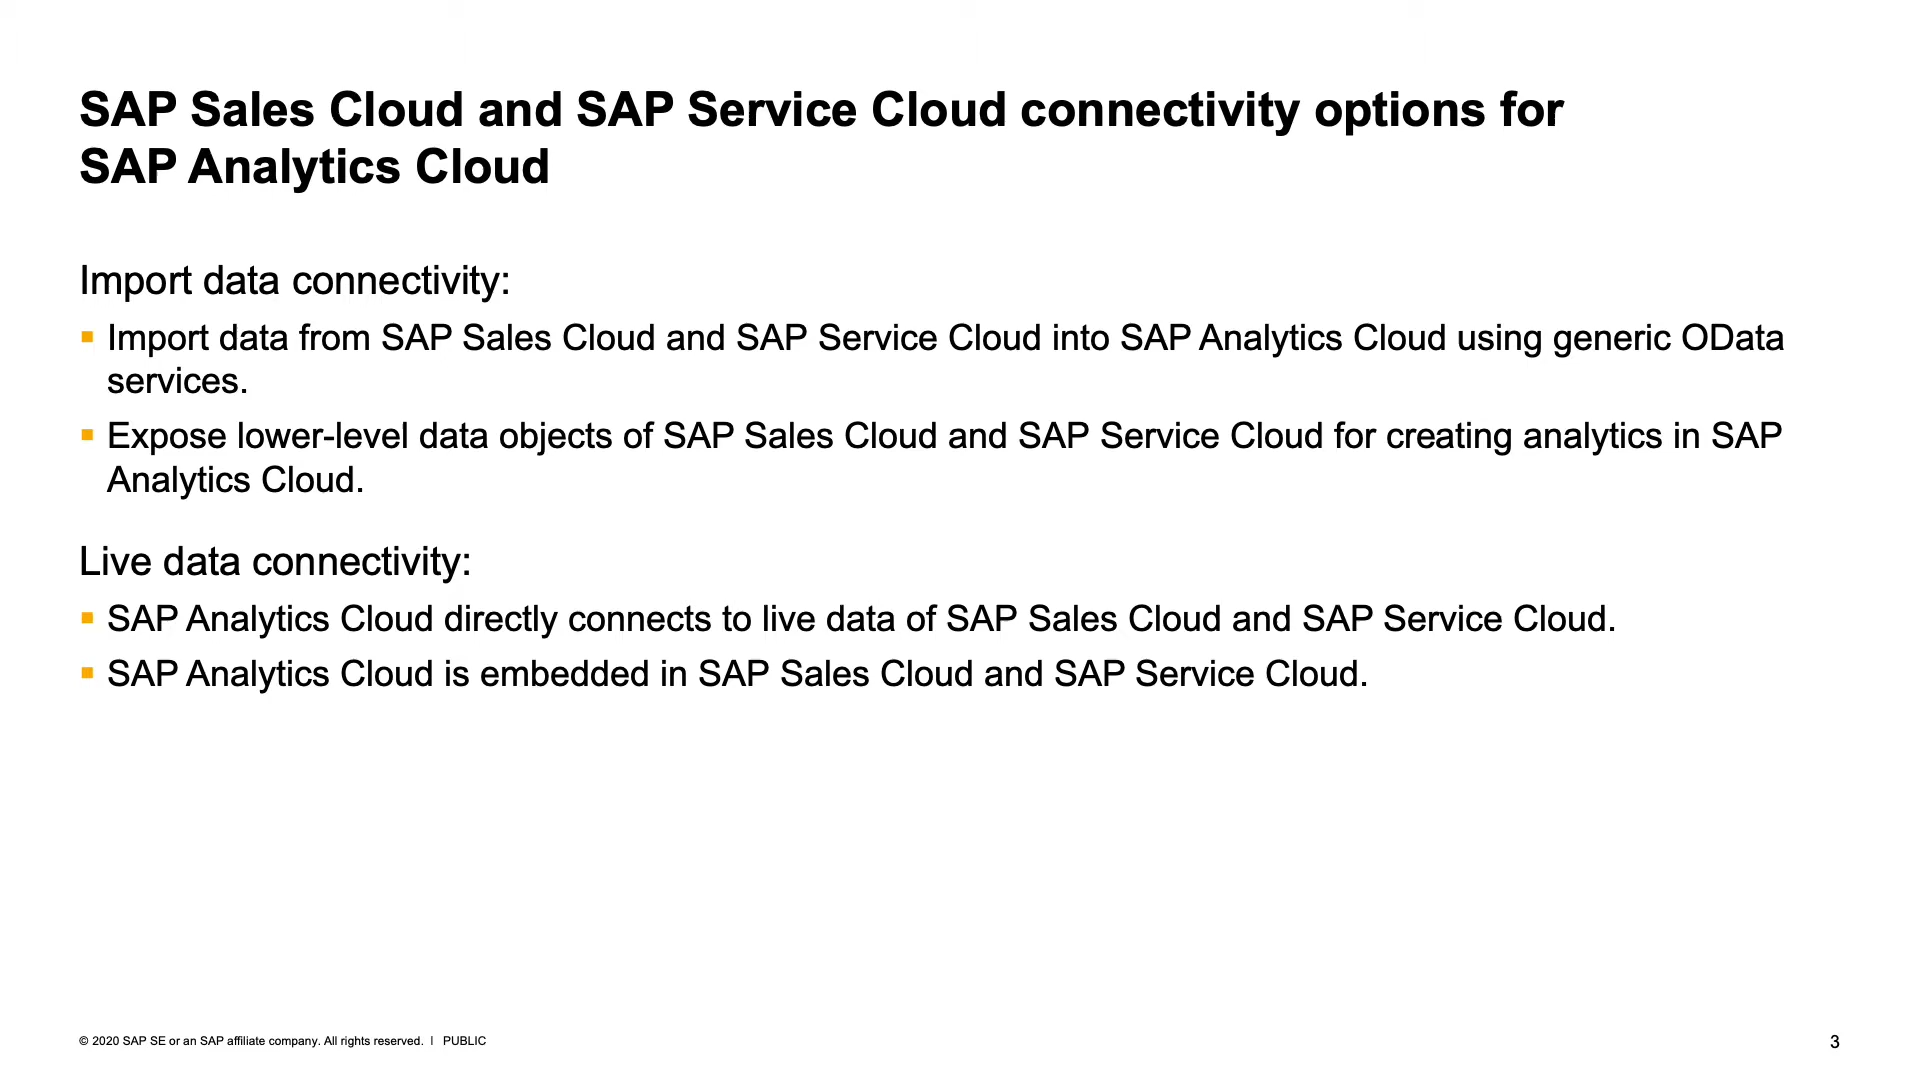 SAP Sales Cloud and SAP Service Cloud connectivity options for
SAP Analytics Cloud
Import data connectivity:
Import data from SAP Sales Cloud and SAP Service Cloud into SAP Analytics Cloud using generic OData
services.
Expose lower-level data objects of SAP Sales Cloud and SAP Service Cloud for creating analytics in SAP
Analytics Cloud.
Live data connectivity:
SAP Analytics Cloud directly connects to live data of SAP Sales Cloud and SAP Service Cloud.
SAP Analytics Cloud is embedded in SAP Sales Cloud and SAP Service Cloud.
© 2020 SAP SE or an SAP affiliate company. All rights reserved. | PUBLIC
3